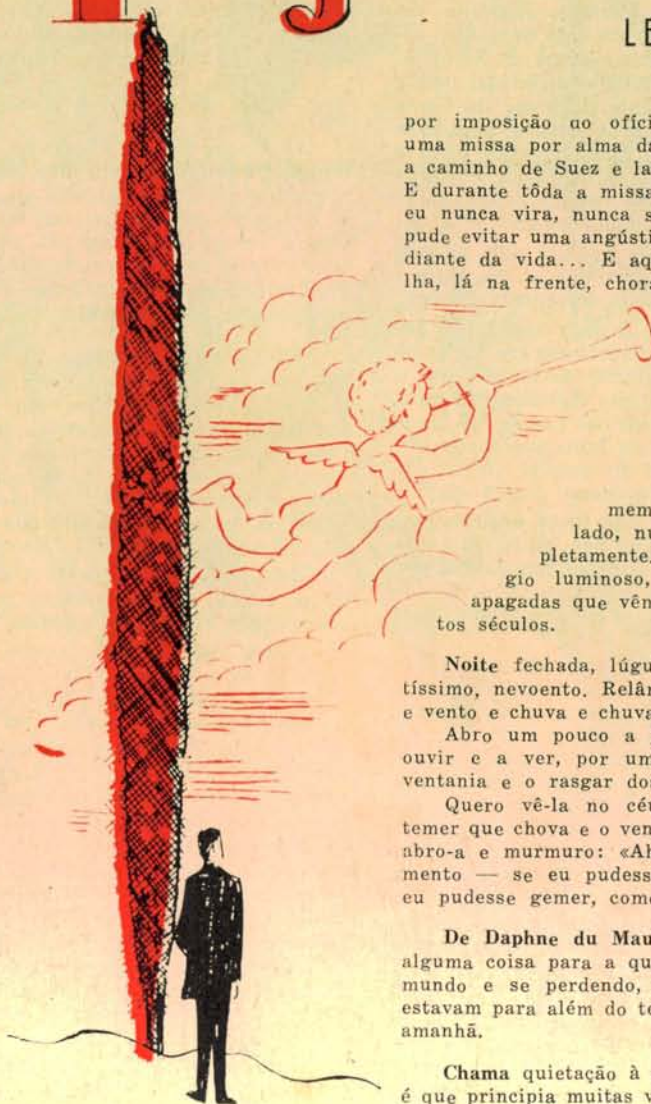 LE
por imposição ao ofíci
uma missa por alma da
a caminho de Suez e la
E durante tôda a missa
eu nunca vira, nunca s
pude evitar uma angústi
diante da vida... E aq
lha, lá na frente, chora
mem
lado, nu
pletamente,
gio luminoso,
apagadas que vên
tos séculos.
Noite fechada, lúgu
tíssimo, nevoento. Relân
e vento e chuva e chuva
Abro um pouco a
ouvir e a ver, por um
ventania e o rasgar dos
Quero vê-la no céu
temer que chova e o ven
abro-a e murmuro: «Ah
mento — se eu pudess
eu pudesse gemer, como
De Daphne du Mau
alguma coisa para a qu
mundo e se perdendo,
estavam para além do te
amanhã.
Chama quietação à
é que principia muitas v